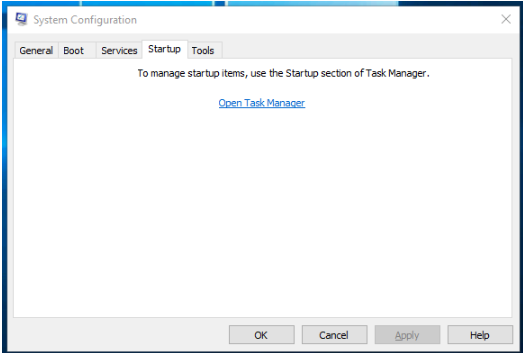 System Configuration
General Boot Services Startup Tools
To manage startup items, use the Startup section of Task Manager.
Open Task Manager
OK Cancel Apply Help